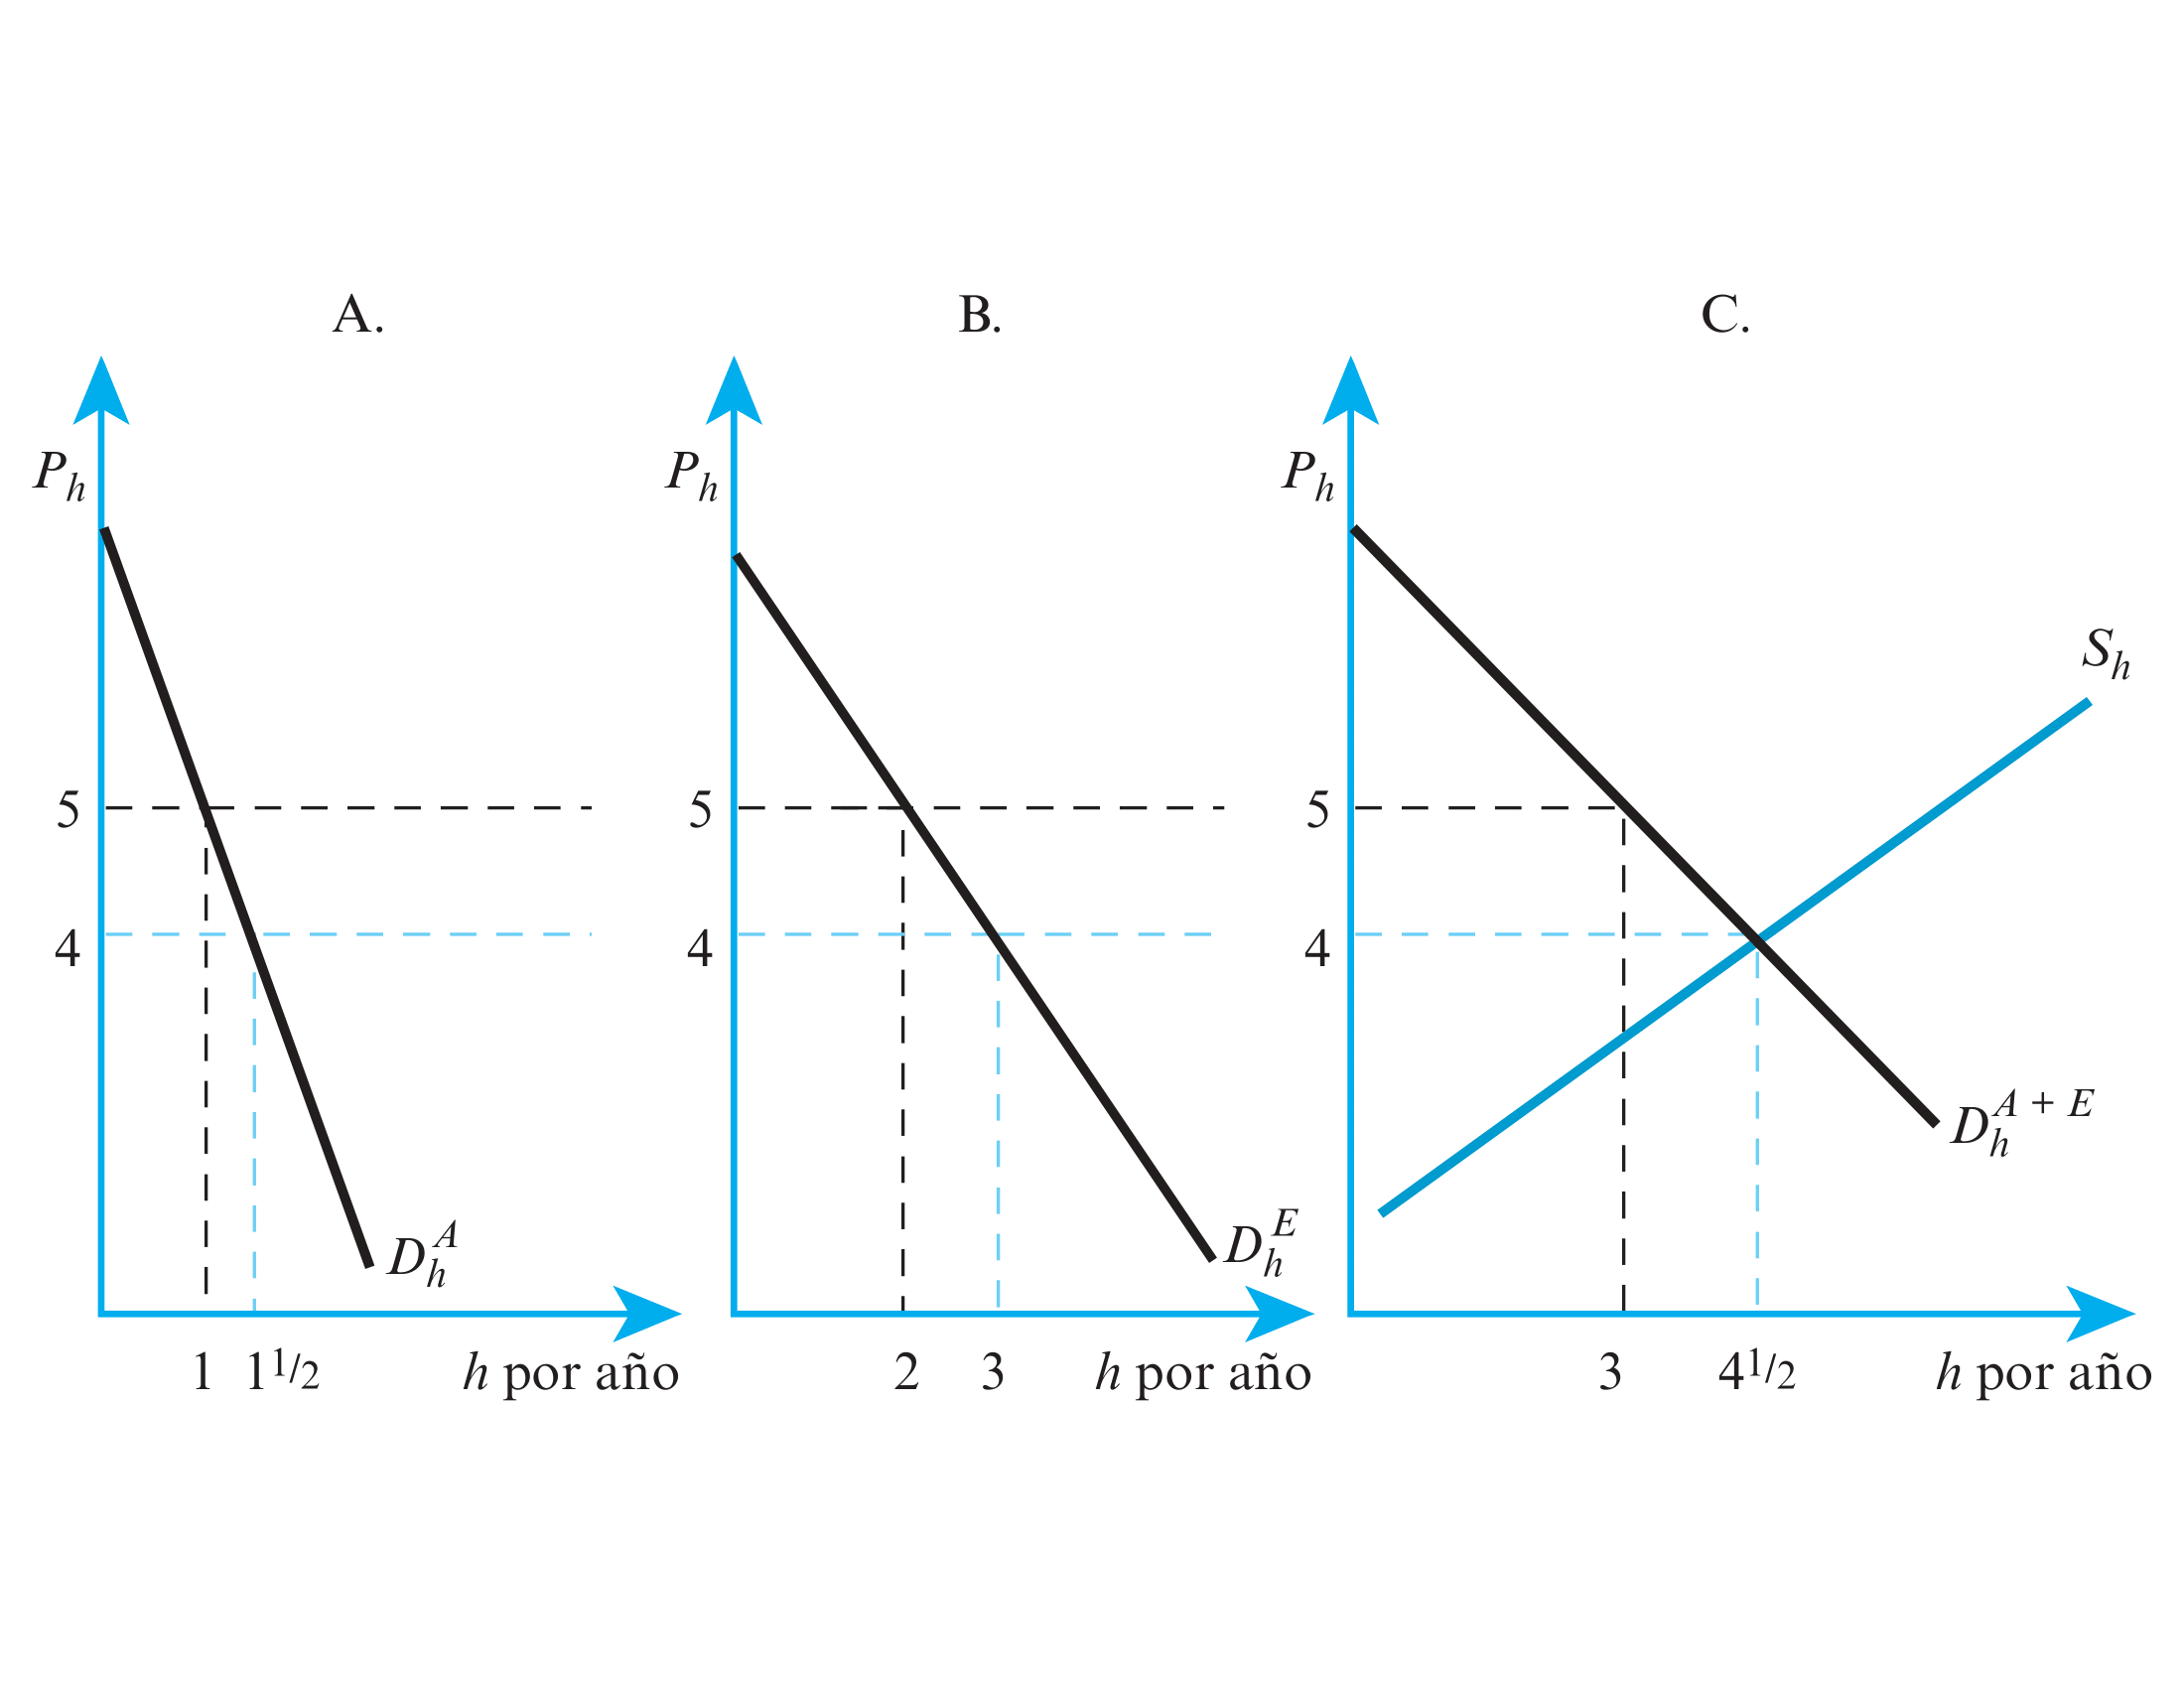 A.
B.
C.
P_h
P_h
P_h
S_h
5
5
5
4
4
4
D_h^{A + E}
D_h^A
D_h^E
1
1 1/2
h por año
2
3
h por año
3
4 1/2
h por año